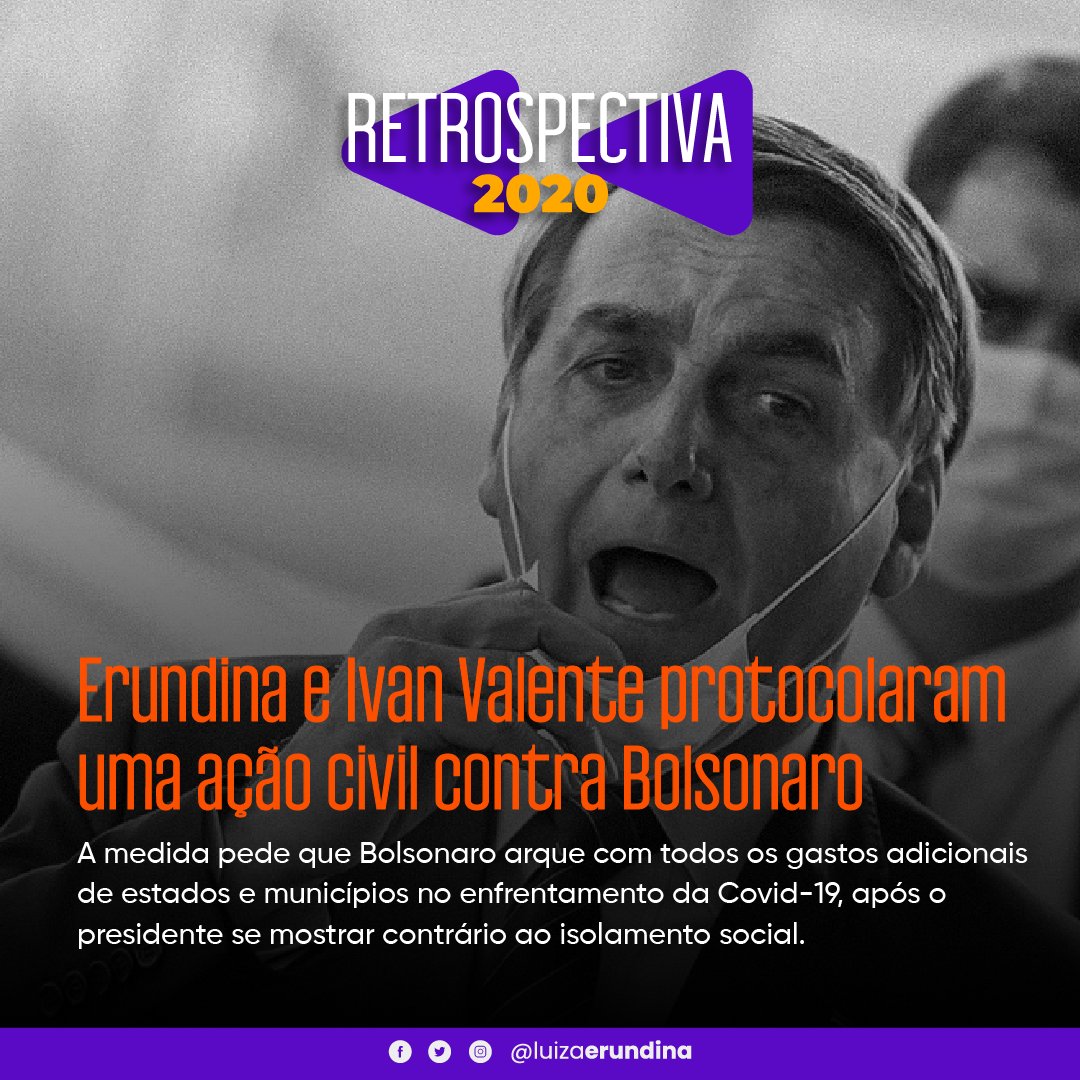 RETROSPECTIVA
2020
Erundina e Ivan Valente protocolaram
uma ação civil contra Bolsonaro
A medida pede que Bolsonaro arque com todos os gastos adicionais
de estados e municípios no enfrentamento da Covid-19, após o
presidente se mostrar contrário ao isolamento social.
@luizaerundina